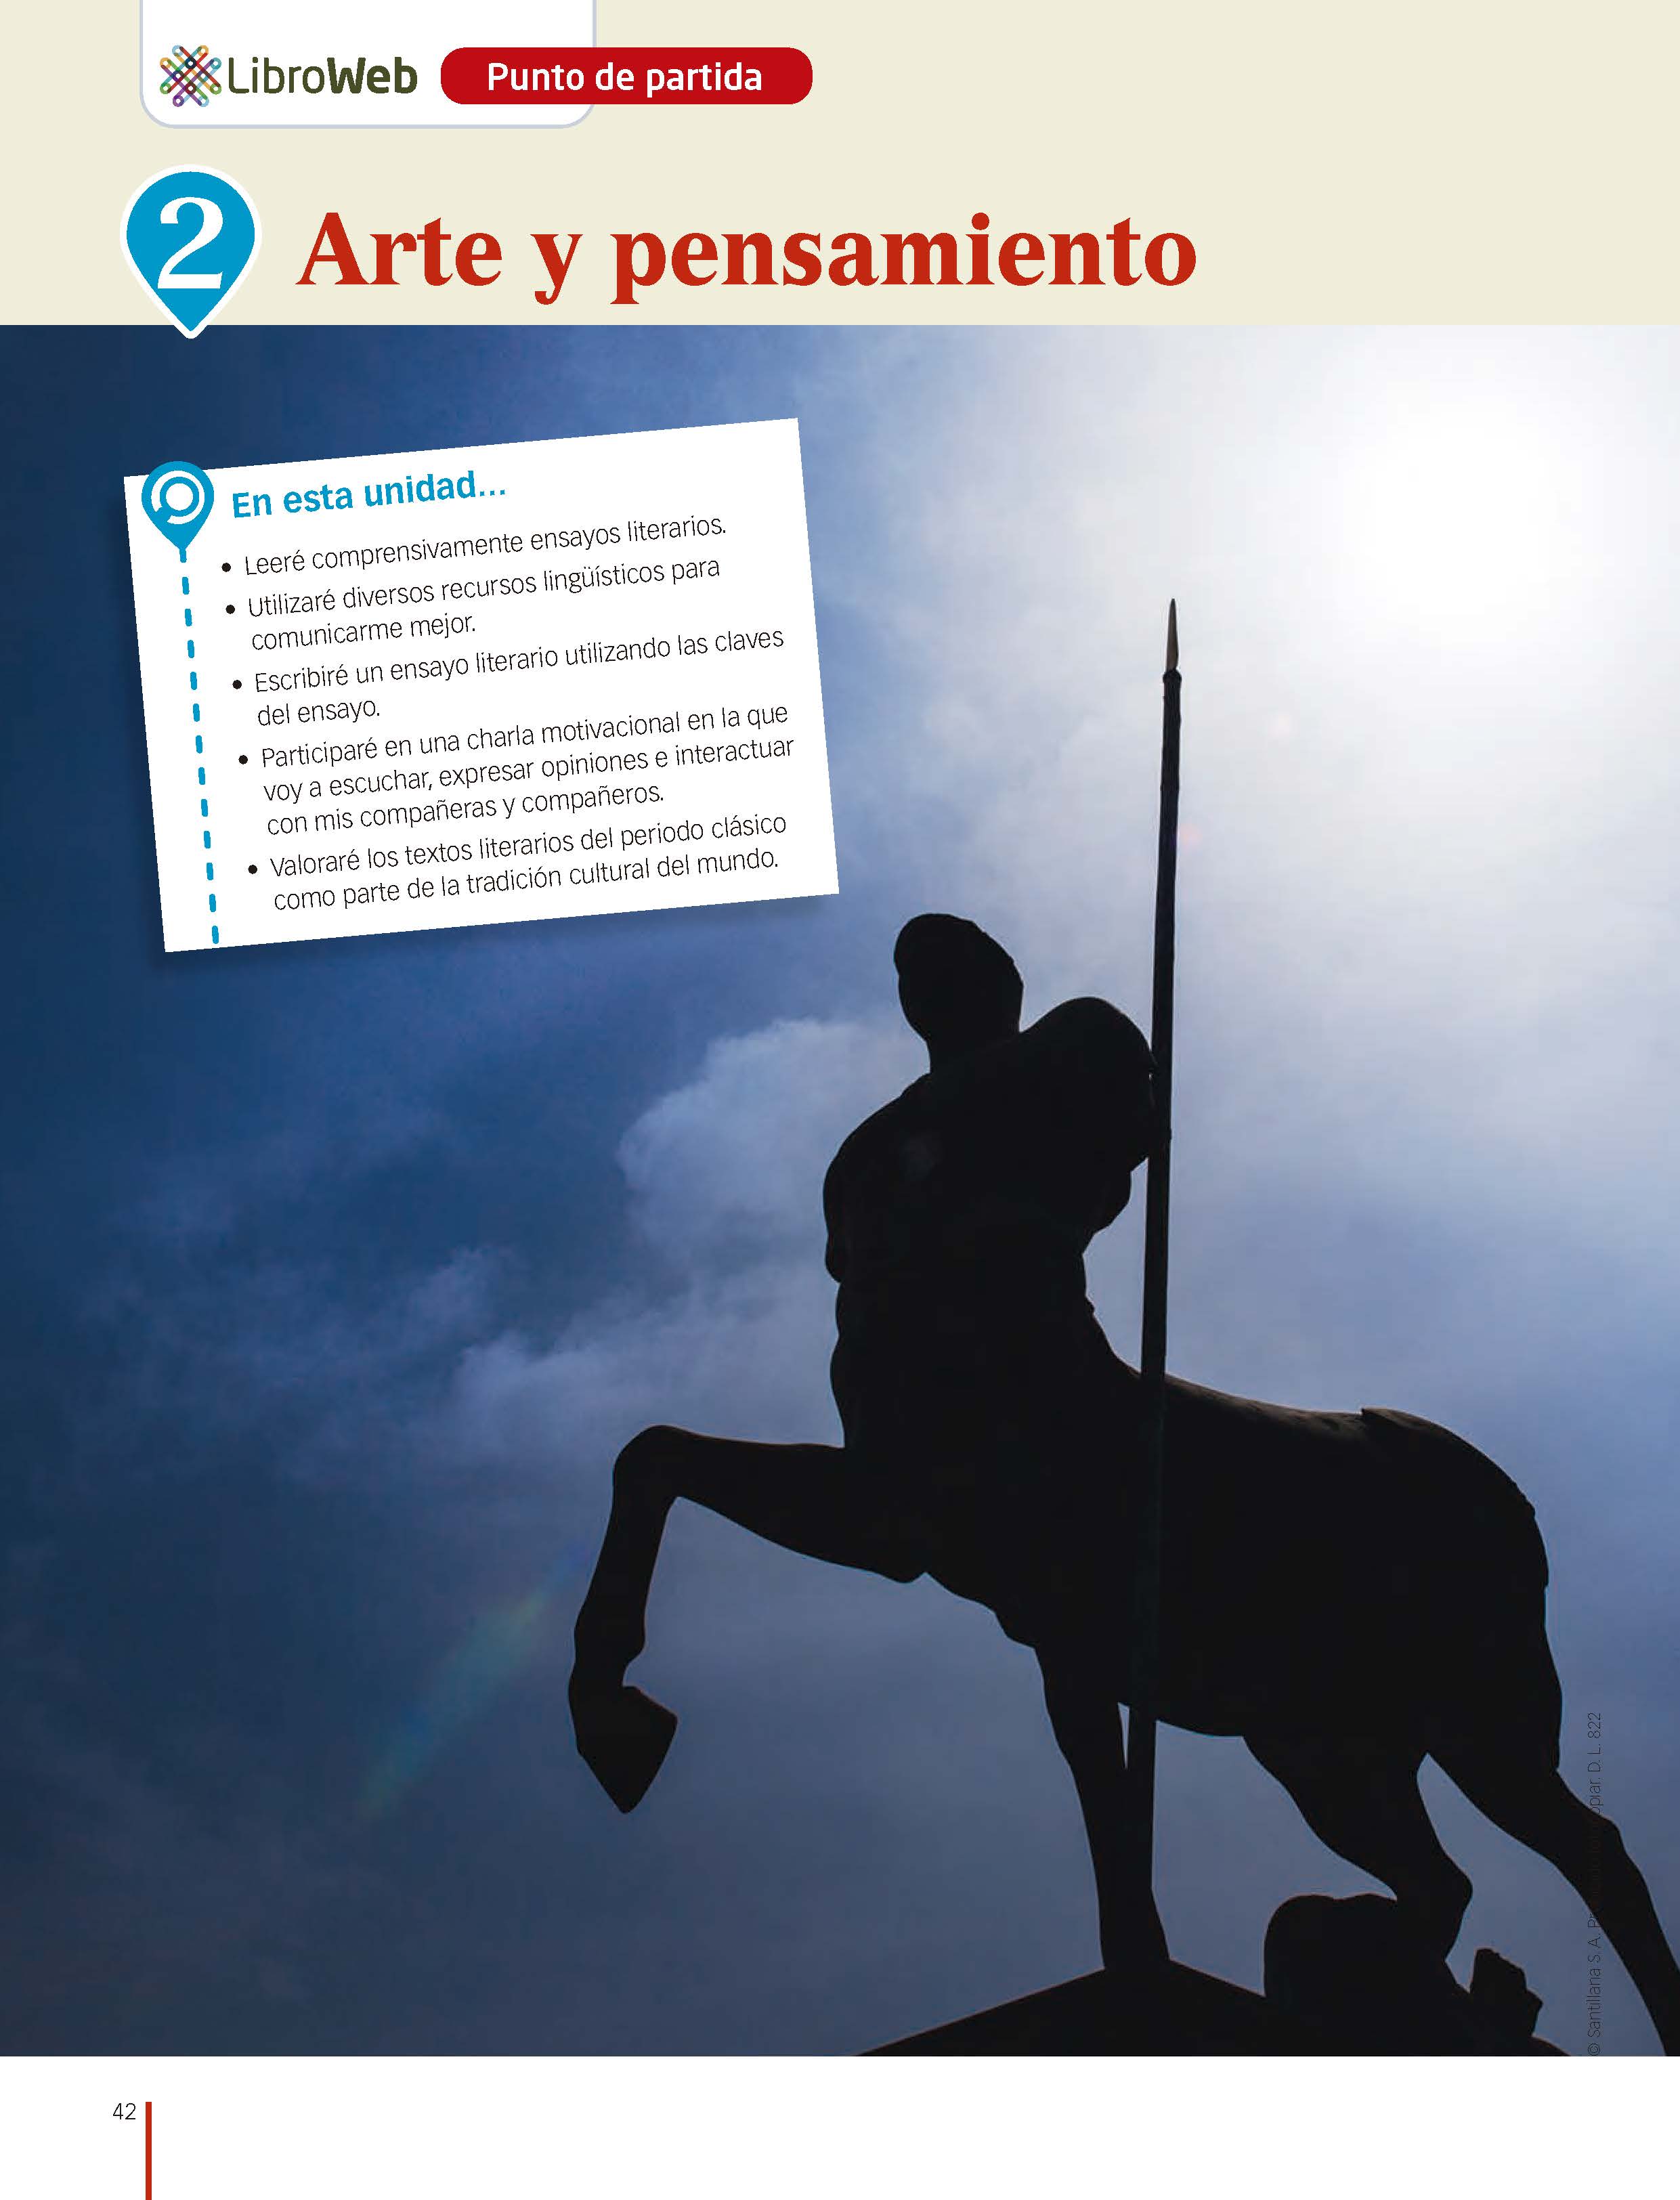 LibroWeb
Punto de partida
2
Arte y pensamiento
En esta unidad...
• Leeré comprensivamente ensayos literarios.
• Utilizaré diversos recursos lingüísticos para
comunicarme mejor.
• Escribiré un ensayo literario utilizando las claves
del ensayo.
• Participaré en una charla motivacional en la que
voy a escuchar, expresar opiniones e interactuar
con mis compañeras y compañeros.
• Valoraré los textos literarios del periodo clásico
como parte de la tradición cultural del mundo.
© Santillana S. A. D. L. 822
42